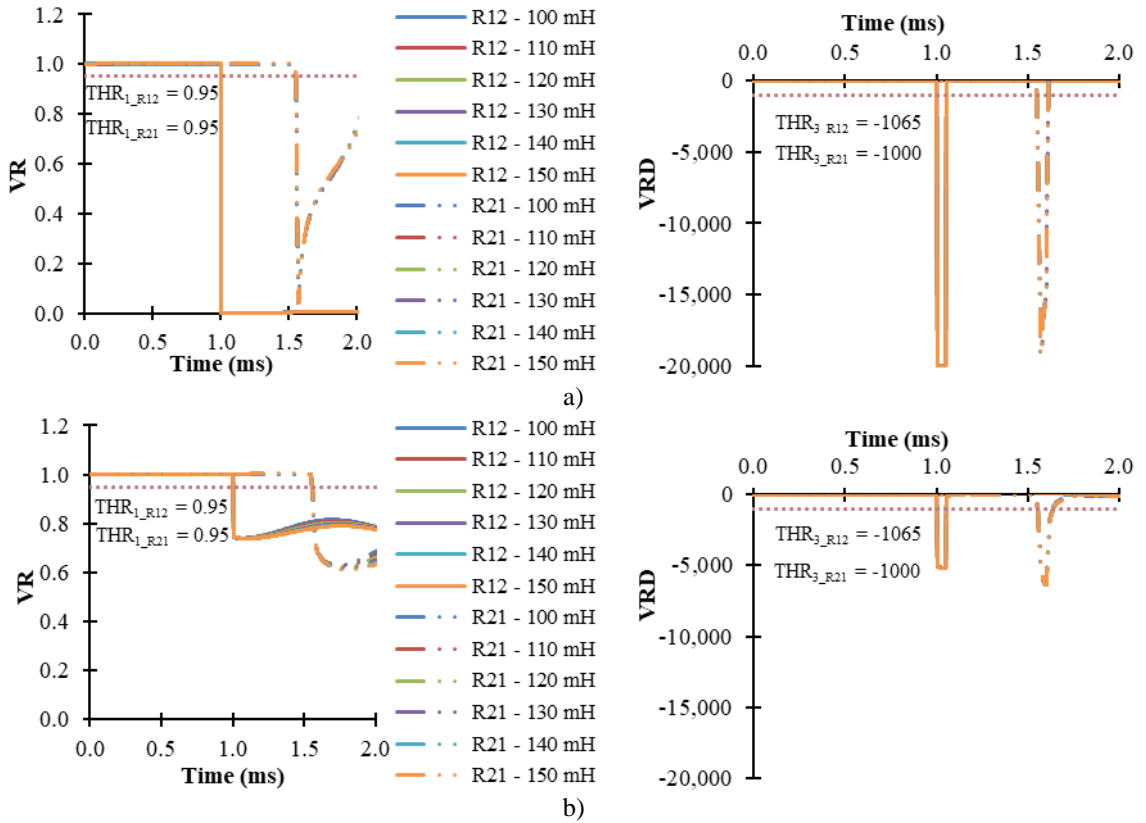 1.2
1.0
0.8
0.6
0.4
0.2
0.0
VR
THR1_R12 = 0.95
THR1_R21 = 0.95
0.0 0.5 1.0 1.5 2.0
Time (ms)
R12 - 100 mH
R12 - 110 mH
R12 - 120 mH
R12 - 130 mH
R12 - 140 mH
R12 - 150 mH
R21 - 100 mH
R21 - 110 mH
R21 - 120 mH
R21 - 130 mH
R21 - 140 mH
R21 - 150 mH
Time (ms)
0.0 0.5 1.0 1.5 2.0
0
-5,000
-10,000
-15,000
-20,000
VRD
THR3_R12 = -1065
THR3_R21 = -1000
a)
1.2
1.0
0.8
0.6
0.4
0.2
0.0
VR
THR1_R12 = 0.95
THR1_R21 = 0.95
0.0 0.5 1.0 1.5 2.0
Time (ms)
R12 - 100 mH
R12 - 110 mH
R12 - 120 mH
R12 - 130 mH
R12 - 140 mH
R12 - 150 mH
R21 - 100 mH
R21 - 110 mH
R21 - 120 mH
R21 - 130 mH
R21 - 140 mH
R21 - 150 mH
Time (ms)
0.0 0.5 1.0 1.5 2.0
0
-5,000
-10,000
-15,000
-20,000
VRD
THR3_R12 = -1065
THR3_R21 = -1000
b)